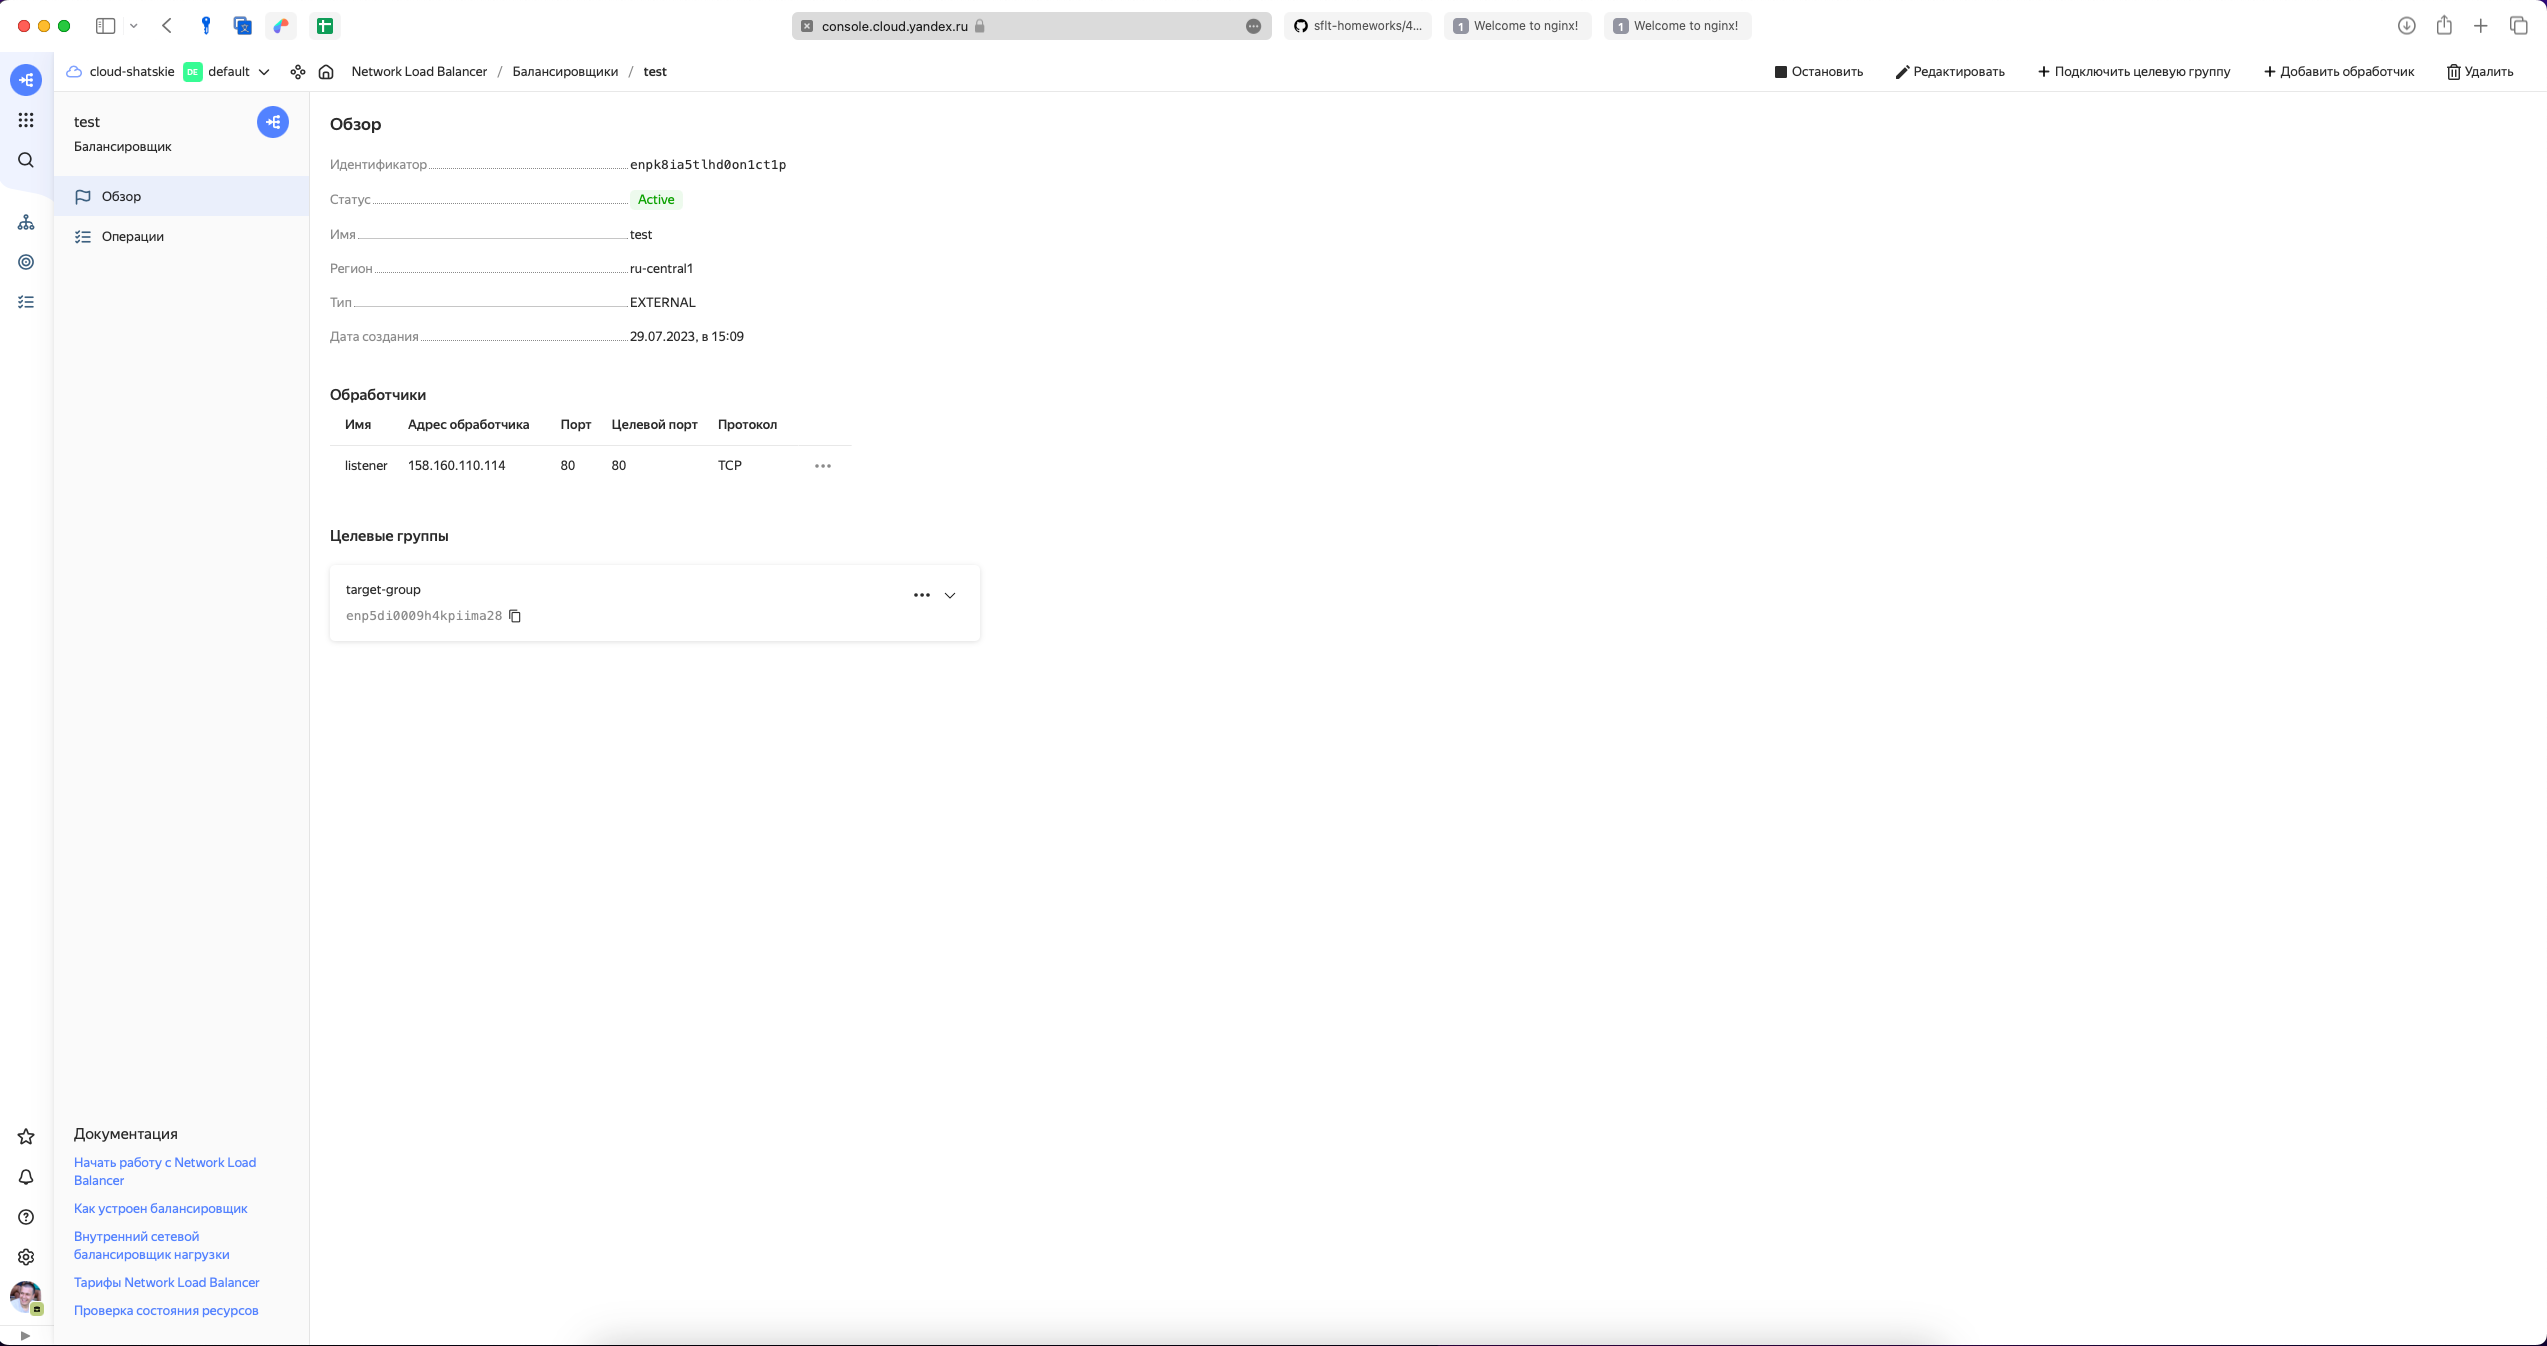 console.cloud.yandex.ru
sflt-homeworks/4...
1 Welcome to nginx!
1 Welcome to nginx!
cloud-shatskie DE default
Network Load Balancer / Балансировщики / test
Остановить
Редактировать
+ Подключить целевую группу
+ Добавить обработчик
Удалить
test
Балансировщик
Обзор
Операции
Обзор
Идентификатор enpk8ia5tlhd0on1ct1p
Статус Active
Имя test
Регион ru-central1
Тип EXTERNAL
Дата создания 29.07.2023, в 15:09
Обработчики
Имя Адрес обработчика Порт Целевой порт Протокол
listener 158.160.110.114 80 80 TCP
Целевые группы
target-group
enp5di0009h4kpiima28
Документация
Начать работу с Network Load
Balancer
Как устроен балансировщик
Внутренний сетевой
балансировщик нагрузки
Тарифы Network Load Balancer
Проверка состояния ресурсов